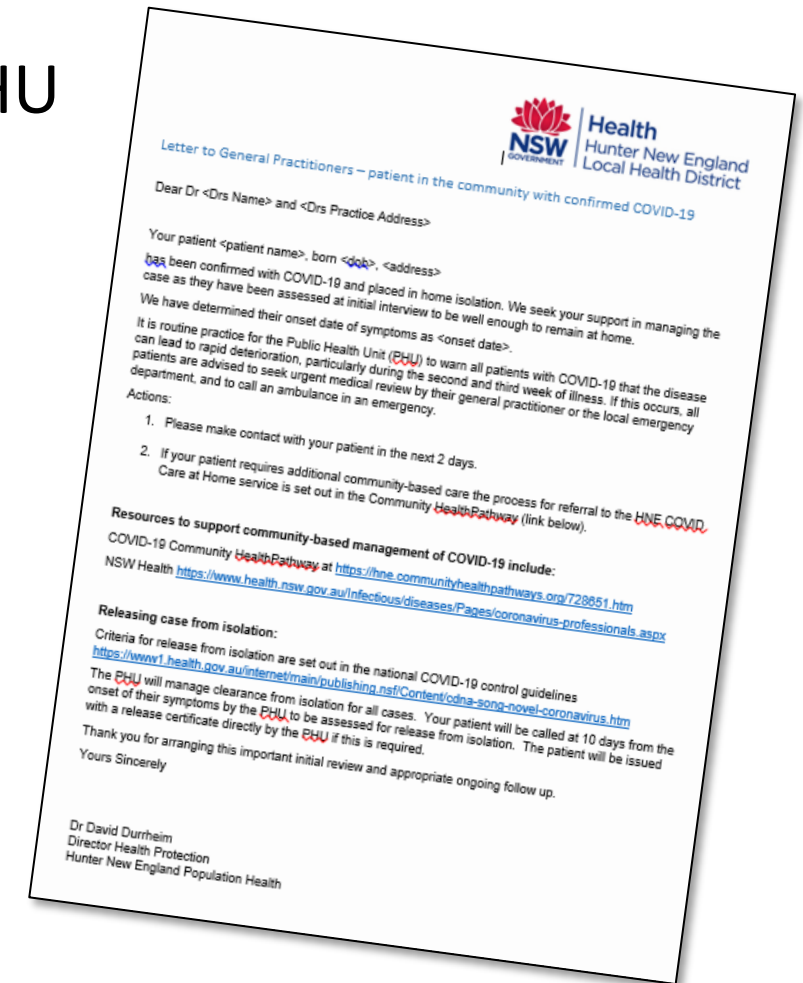 HU
Health
Hunter New England
Local Health District
NSW
GOVERNMENT
Letter to General Practitioners – patient in the community with confirmed COVID-19
Dear Dr <Drs Name> and <Drs Practice Address>
Your patient <patient name>, born <dob>, <address>
has been confirmed with COVID-19 and placed in home isolation. We seek your support in managing the
case as they have been assessed at initial interview to be well enough to remain at home.
We have determined their onset date of symptoms as <onset date>.
It is routine practice for the Public Health Unit (PHU) to warn all patients with COVID-19 that the disease
can lead to rapid deterioration, particularly during the second and third week of illness. If this occurs, all
patients are advised to seek urgent medical review by their general practitioner or the local emergency
department, and to call an ambulance in an emergency.
Actions:
1. Please make contact with your patient in the next 2 days.
2. If your patient requires additional community-based care the process for referral to the HNE COVID
Care at Home service is set out in the Community HealthPathway (link below).
Resources to support community-based management of COVID-19 include:
COVID-19 Community HealthPathway at https://hne.communityhealthpathways.org/728651.htm
NSW Health https://www.health.nsw.gov.au/Infectious/diseases/Pages/coronavirus-professionals.aspx
Releasing case from isolation:
Criteria for release from isolation are set out in the national COVID-19 control guidelines
https://www1.health.gov.au/internet/main/publishing.nsf/Content/cdna-song-novel-coronavirus.htm
The PHU will manage clearance from isolation for all cases. Your patient will be called at 10 days from the
onset of their symptoms by the PHU to be assessed for release from isolation. The patient will be issued
with a release certificate directly by the PHU if this is required.
Thank you for arranging this important initial review and appropriate ongoing follow up.
Yours Sincerely
Dr David Durrheim
Director Health Protection
Hunter New England Population Health